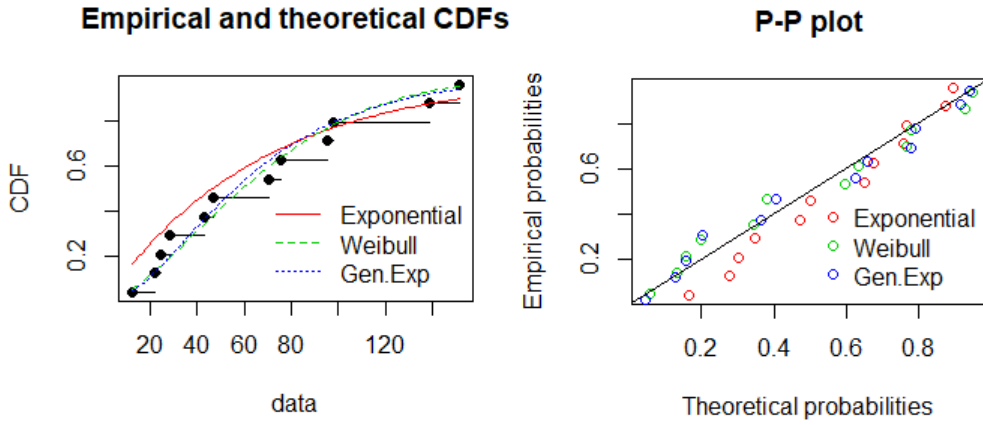 Empirical and theoretical CDFs
CDF
0.2
0.6
Exponential
Weibull
Gen.Exp
20 40 60 80 120
data
P-P plot
Empirical probabilities
0.2
0.6
Exponential
Weibull
Gen.Exp
0.2 0.4 0.6 0.8
Theoretical probabilities